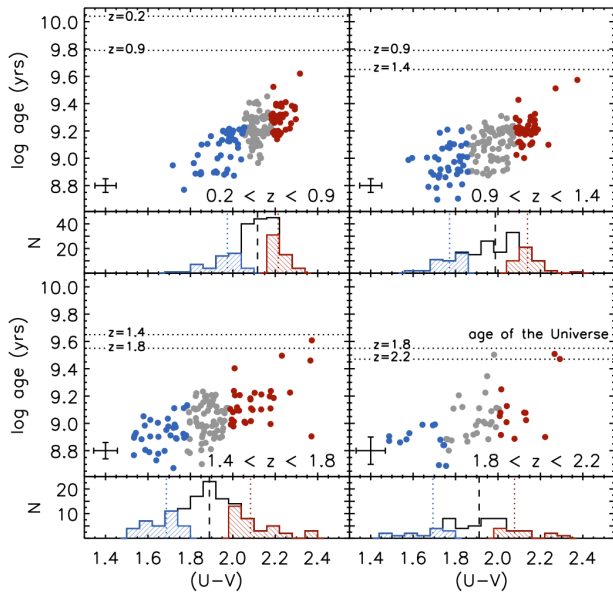 10.0
9.8
9.6
9.4
9.2
9.0
8.8
log age (yrs)
z=0.2
z=0.9
0.2 < z < 0.9
z=0.9
z=1.4
0.9 < z < 1.4
40
20
N
10.0
9.8
9.6
9.4
9.2
9.0
8.8
log age (yrs)
z=1.4
z=1.8
1.4 < z < 1.8
age of the Universe
z=1.8
z=2.2
1.8 < z < 2.2
20
10
N
1.4 1.6 1.8 2.0 2.2 2.4
1.4 1.6 1.8 2.0 2.2 2.4
(U−V)
(U−V)